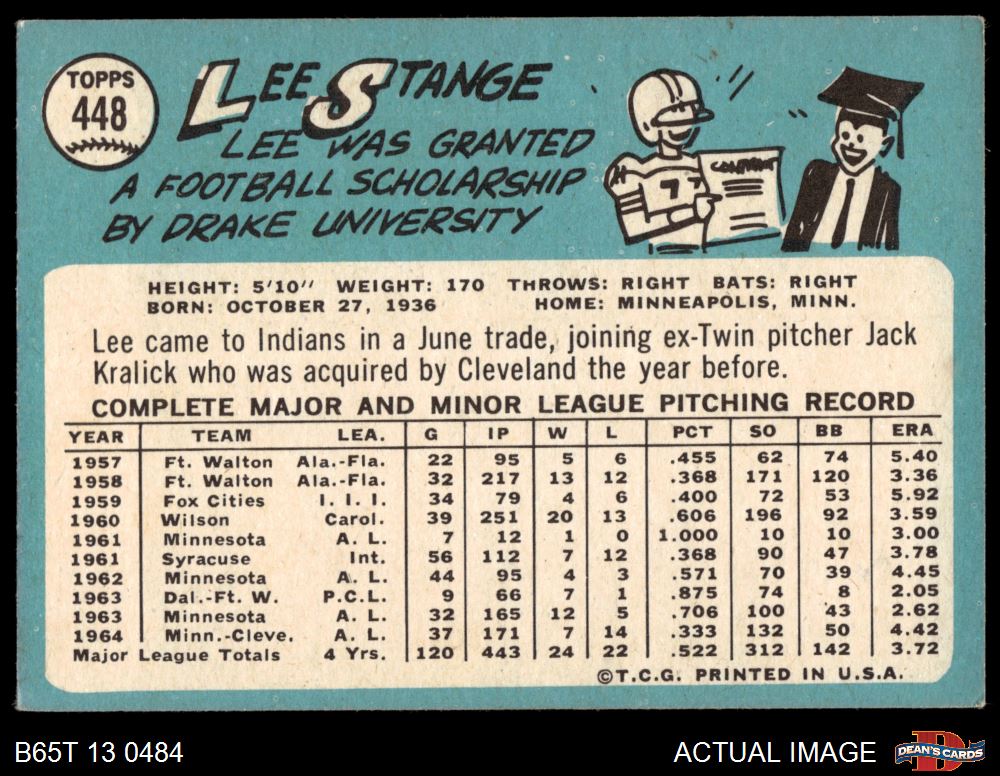 TOPPS
448
LEE STANGE
LEE WAS GRANTED
A FOOTBALL SCHOLARSHIP
BY DRAKE UNIVERSITY
CONTRACT
77
HEIGHT: 5'10" WEIGHT: 170 THROWS: RIGHT BATS: RIGHT
BORN: OCTOBER 27, 1936 HOME: MINNEAPOLIS, MINN.
Lee came to Indians in a June trade, joining ex-Twin pitcher Jack
Kralick who was acquired by Cleveland the year before.
COMPLETE MAJOR AND MINOR LEAGUE PITCHING RECORD
YEAR TEAM LEA. G IP W L PCT SO BB ERA
1957 Ft. Walton Ala.-Fla. 22 95 5 6 .455 62 74 5.40
1958 Ft. Walton Ala.-Fla. 32 217 13 12 .368 171 120 3.36
1959 Fox Cities I. I. I. 34 79 4 6 .400 72 53 5.92
1960 Wilson Carol. 39 251 20 13 .606 196 92 3.59
1961 Minnesota A. L. 7 12 1 0 1.000 10 10 3.00
1961 Syracuse Int. 56 112 7 12 .368 90 47 3.78
1962 Minnesota A. L. 44 95 4 3 .571 70 39 4.45
1963 Dal.-Ft. W. P.C.L. 9 66 7 1 .875 74 8 2.05
1963 Minnesota A. L. 32 165 12 5 .706 100 43 2.62
1964 Minn.-Cleve. A. L. 37 171 7 14 .333 132 50 4.42
Major League Totals 4 Yrs. 120 443 24 22 .522 312 142 3.72
©T.C.G. PRINTED IN U.S.A.
B65T 13 0484
ACTUAL IMAGE
DEAN'S CARDS